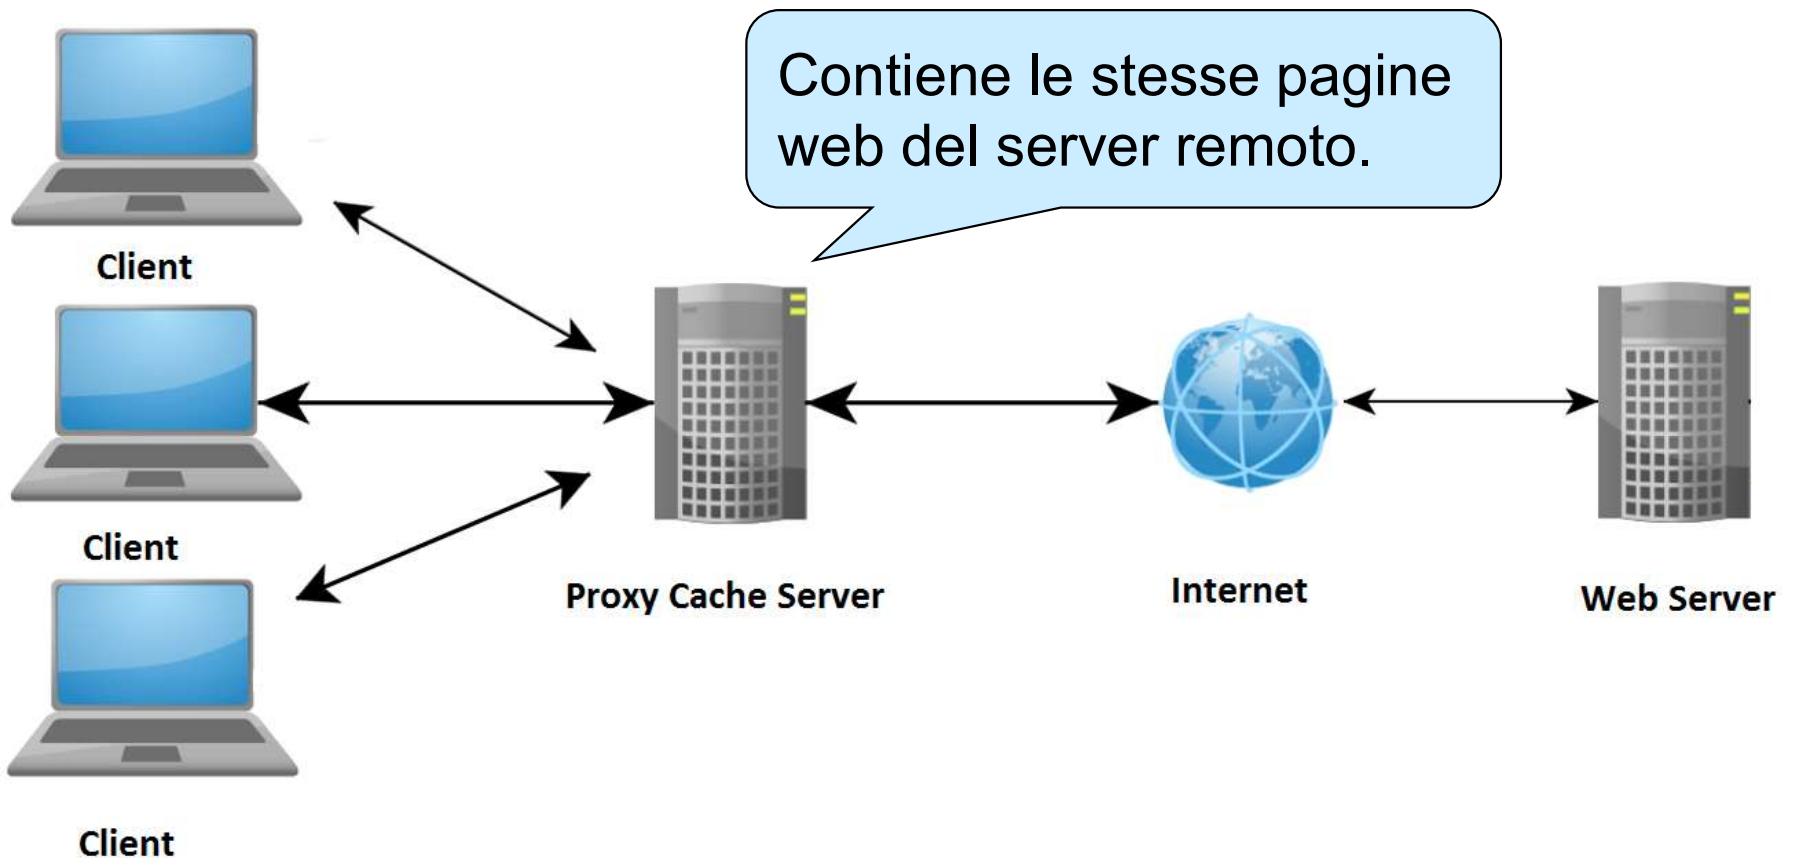 Contiene le stesse pagine
web del server remoto.
Client
Client
Proxy Cache Server
Internet
Web Server
Client